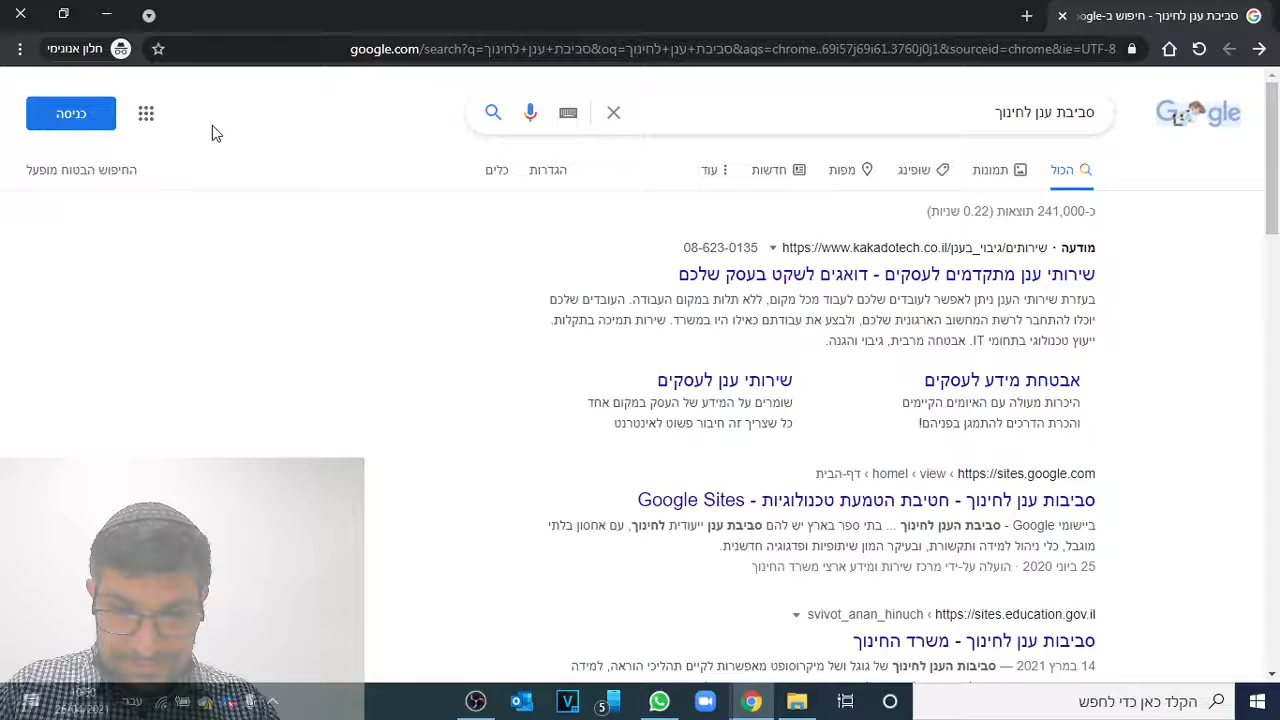 סביבת ענן לחינוך - חיפוש ב-Google
google.com/search?q=סביבת+ענן+לחינוך&oq=סביבת+ענן+לחינוך&aqs=chrome..69i57j69i61.3760j0j1&sourceid=chrome&ie=UTF-8
חלון אנונימי
סביבת ענן לחינוך
כניסה
הכול
תמונות
שופינג
מפות
חדשות
עוד
הגדרות
כלים
החיפוש הבטוח מופעל
כ-241,000 תוצאות (0.22 שניות)
מודעה · https://www.kakadotech.co.il/שירותים/גיבוי_בענן 08-623-0135
שירותי ענן מתקדמים לעסקים - דואגים לשקט בעסק שלכם
בעזרת שירותי הענן ניתן לאפשר לעובדים שלכם לעבוד מכל מקום, ללא תלות במקום העבודה. העובדים שלכם
יוכלו להתחבר לרשת המחשוב הארגונית שלכם, ולבצע את עבודתם כאילו היו במשרד. שירות תמיכה בתקלות.
ייעוץ טכנולוגי בתחומי IT. אבטחה מרבית, גיבוי והגנה.
אבטחת מידע לעסקים
היכרות מעולה עם האיומים הקיימים
והכרת הדרכים להתמגן בפניהם!
שירותי ענן לעסקים
שומרים על המידע של העסק במקום אחד
כל שצריך זה חיבור פשוט לאינטרנט
https://sites.google.com › view › homel › דף-הבית
סביבות ענן לחינוך - חטיבת הטמעת טכנולוגיות - Google Sites
ביישומי Google - סביבת הענן לחינוך ... בתי ספר בארץ יש להם סביבת ענן ייעודית לחינוך, עם אחסון בלתי
מוגבל, כלי ניהול למידה ותקשורת, ובעיקר המון שיתופיות ופדגוגיה חדשנית.
25 ביוני 2020 · הועלה על-ידי מרכז שירות ומידע ארצי משרד החינוך
https://sites.education.gov.il › svivot_anan_hinuch
סביבות ענן לחינוך - משרד החינוך
14 במרץ 2021 — סביבות הענן לחינוך של גוגל ושל מיקרוסופט מאפשרות לקיים תהליכי הוראה, למידה
הקלד כאן כדי לחפש
5
עבר
25/04/2021